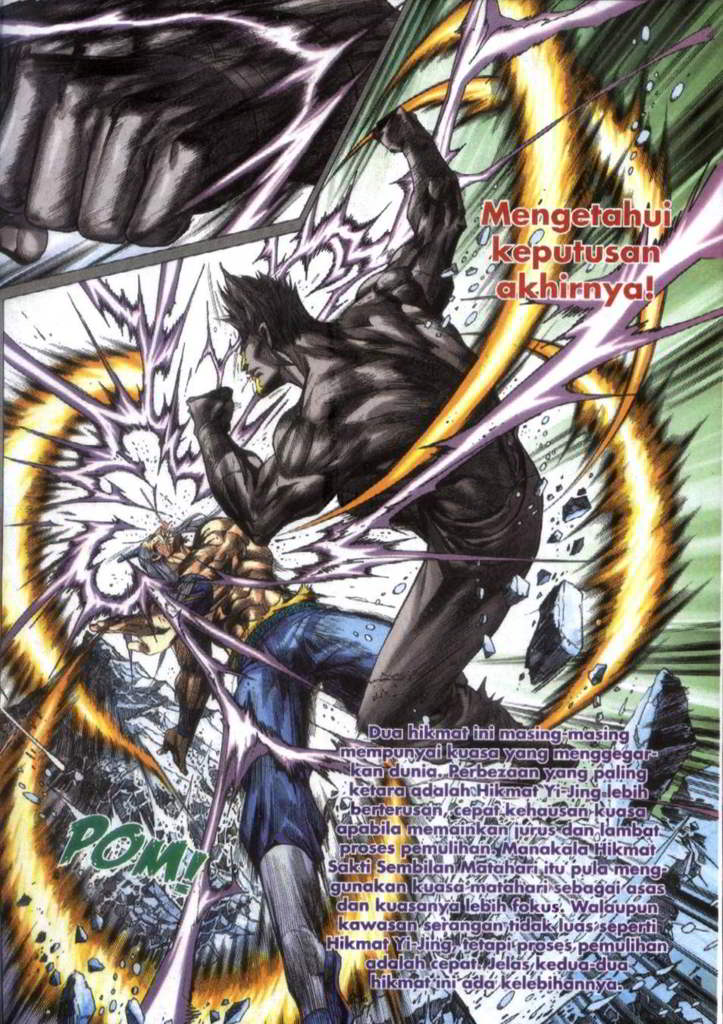 Mengetahui
keputusan
akhirnya!
Dua hikmat ini masing-masing
mempunyai kuasa yang menggegar-
kan dunia. Perbezaan yang paling
ketara adalah Hikmat Yi-Jing lebih
berterusan, cepat kehausan kuasa
apabila memainkan jurus dan lambat
proses pemulihan. Manakala Hikmat
Sakti Sembilan Matahari itu pula meng-
gunakan kuasa matahari sebagai asas
dan kuasanya lebih fokus. Walaupun
kawasan serangan tidak luas seperti
Hikmat Yi-Jing, tetapi proses pemulihan
adalah cepat. Jelas kedua-dua
hikmat ini ada kelebihannya.
POM!